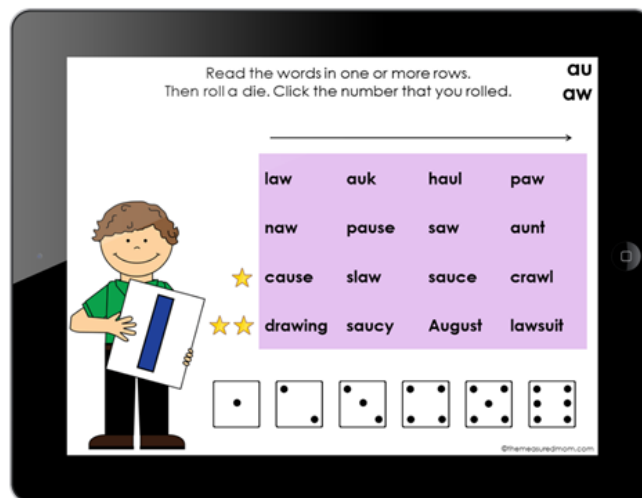 Read the words in one or more rows.
Then roll a die. Click the number that you rolled.
au
aw
law auk haul paw
naw pause saw aunt
cause slaw sauce crawl
drawing saucy August lawsuit
©themeasuredmom.com